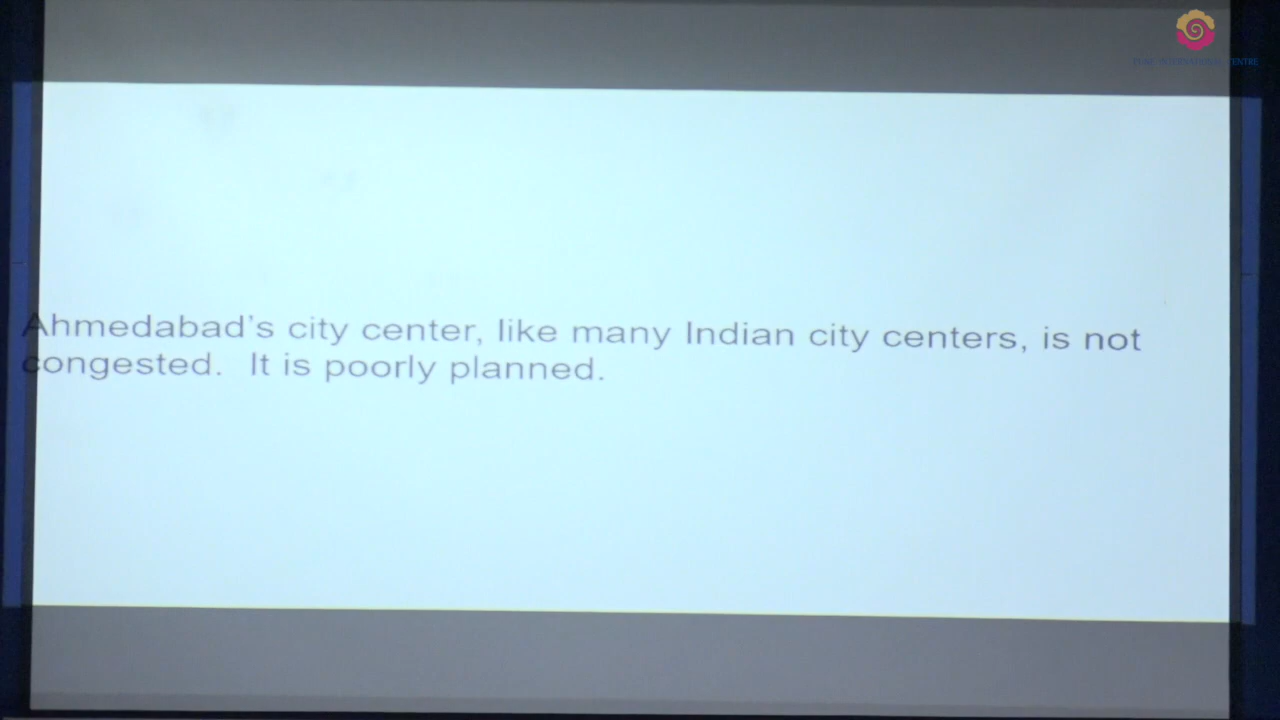 Ahmedabad's city center, like many Indian city centers, is not
congested.  It is poorly planned.